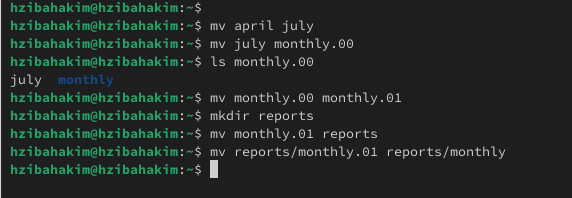 hzibahakim@hzibahakim:~$
hzibahakim@hzibahakim:~$ mv april july
hzibahakim@hzibahakim:~$ mv july monthly.00
hzibahakim@hzibahakim:~$ ls monthly.00
july  monthly
hzibahakim@hzibahakim:~$ mv monthly.00 monthly.01
hzibahakim@hzibahakim:~$ mkdir reports
hzibahakim@hzibahakim:~$ mv monthly.01 reports
hzibahakim@hzibahakim:~$ mv reports/monthly.01 reports/monthly
hzibahakim@hzibahakim:~$